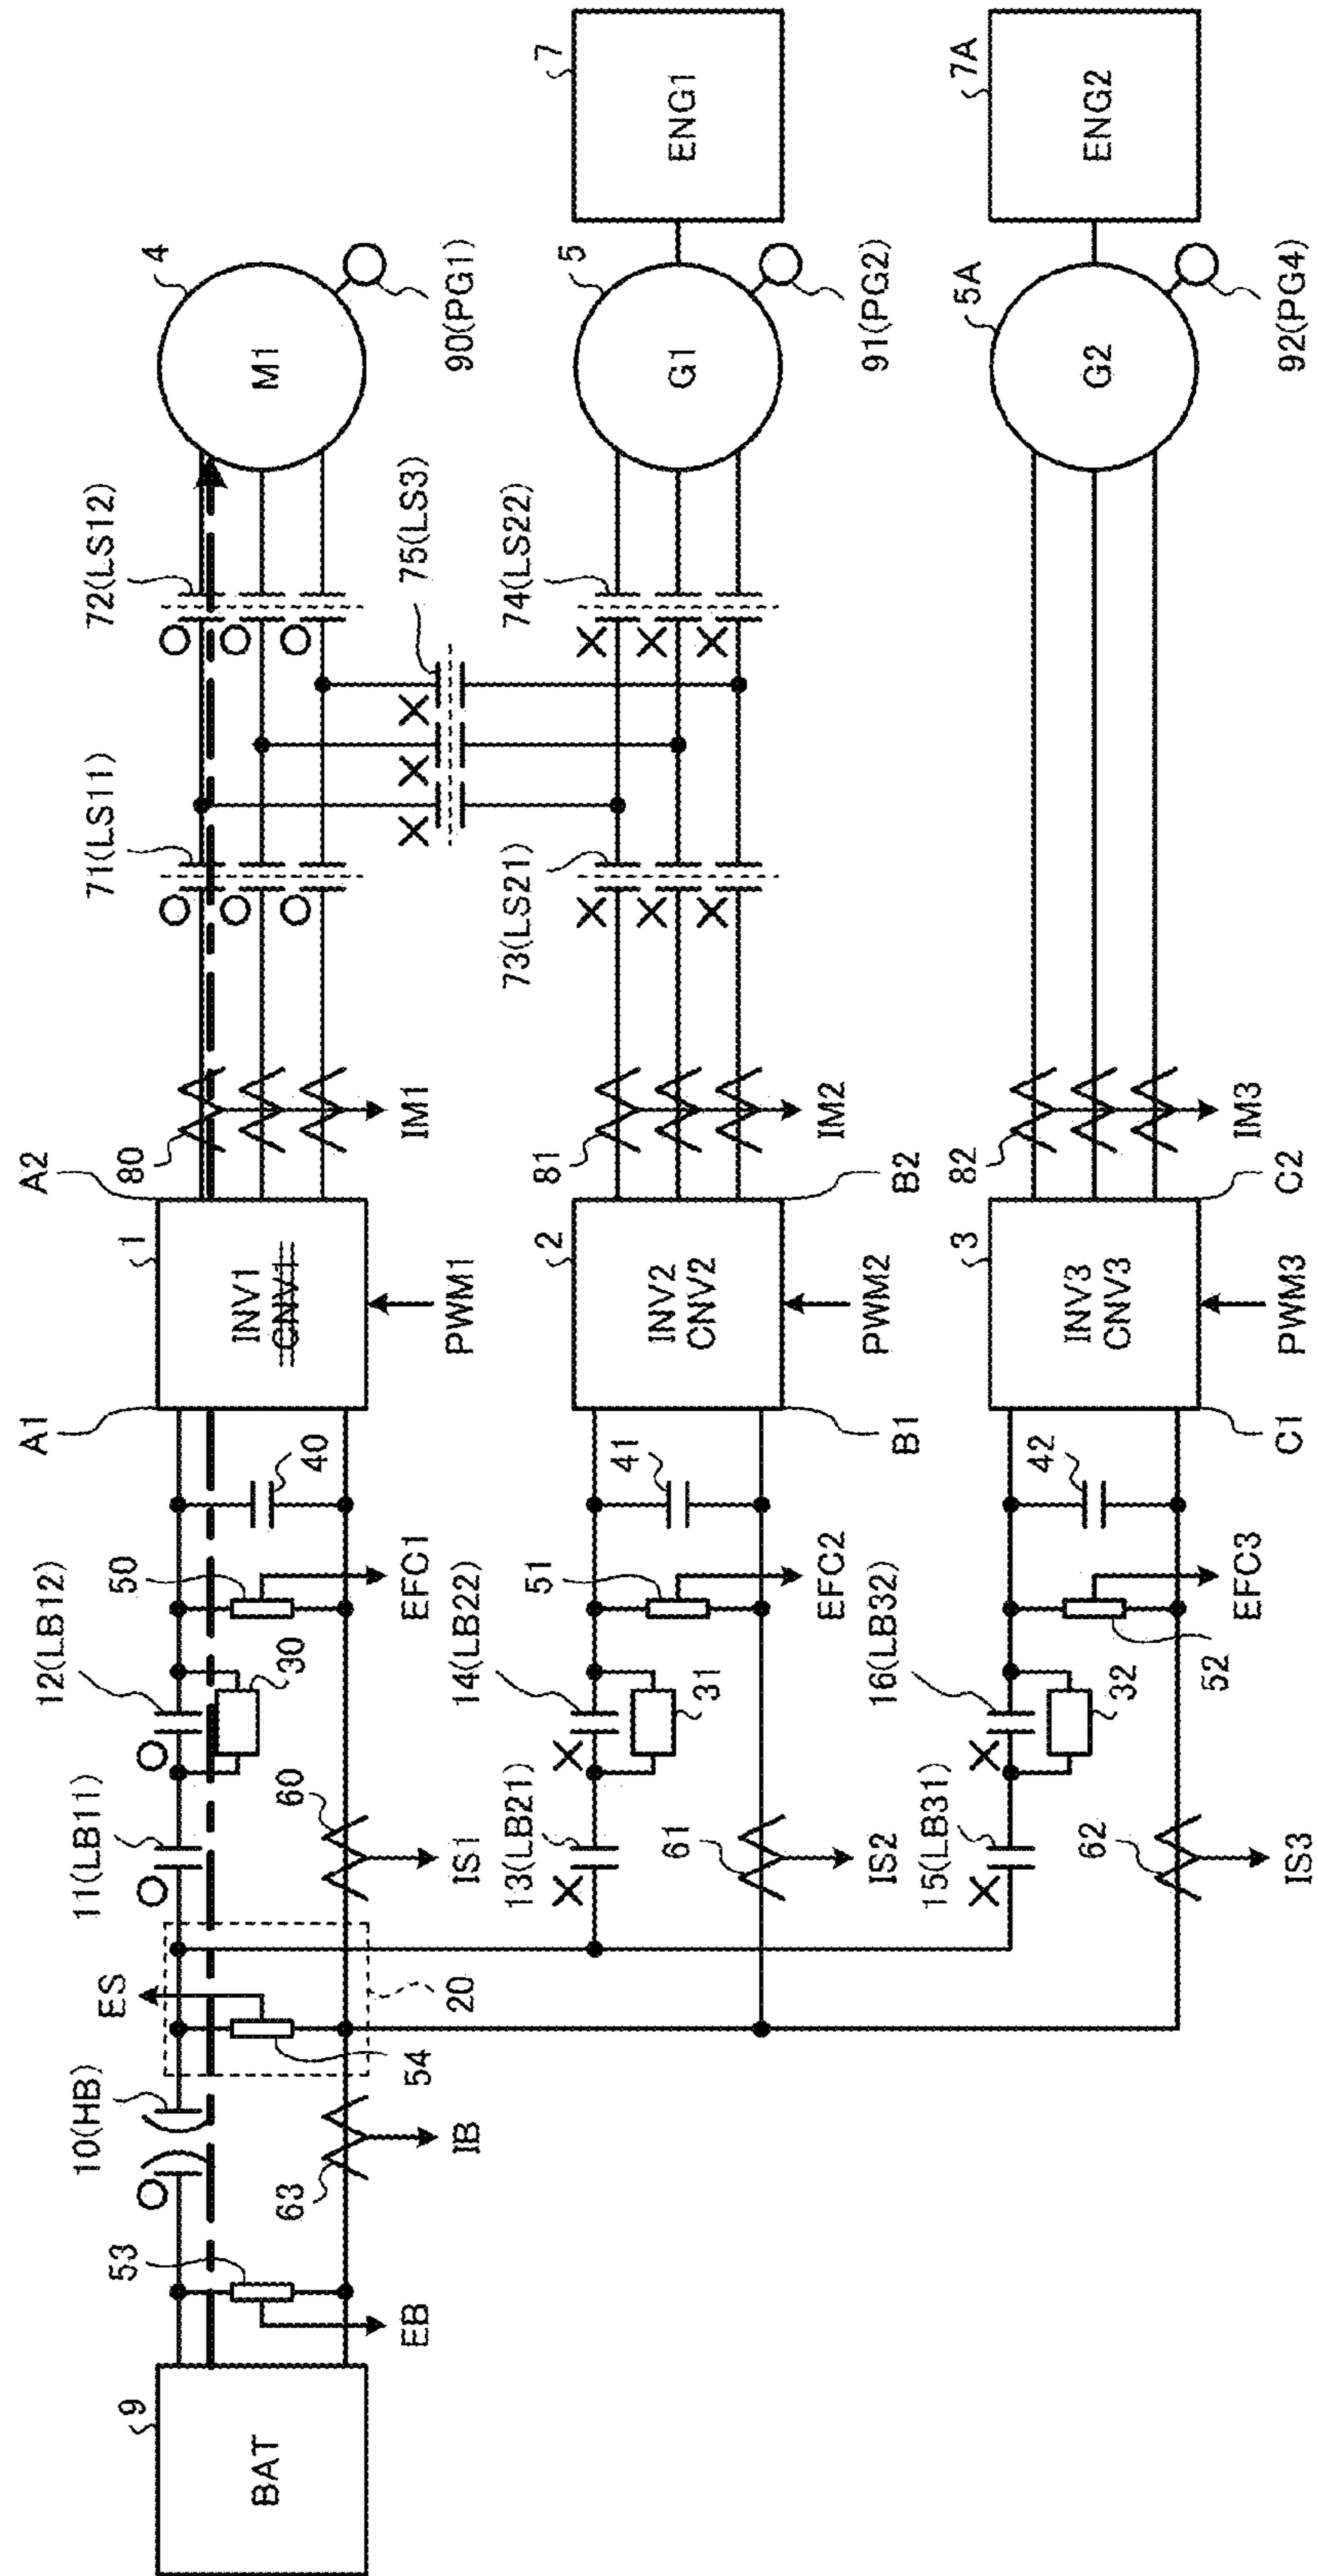 9
BAT
53
EB
10(HB)
63
IB
ES
54
20
11(LB11)
60
IS1
12(LB12)
30
50
EFC1
40
A1
1
A2
INV1
CNV1
PWM1
80
IM1
71(LS11)
72(LS12)
75(LS3)
4
M1
90(PG1)
13(LB21)
61
IS2
14(LB22)
31
51
EFC2
41
B1
2
B2
INV2
CNV2
PWM2
81
IM2
73(LS21)
74(LS22)
5
G1
91(PG2)
7
ENG1
15(LB31)
62
IS3
16(LB32)
32
52
EFC3
42
C1
3
C2
INV3
CNV3
PWM3
82
IM3
5A
G2
92(PG4)
7A
ENG2